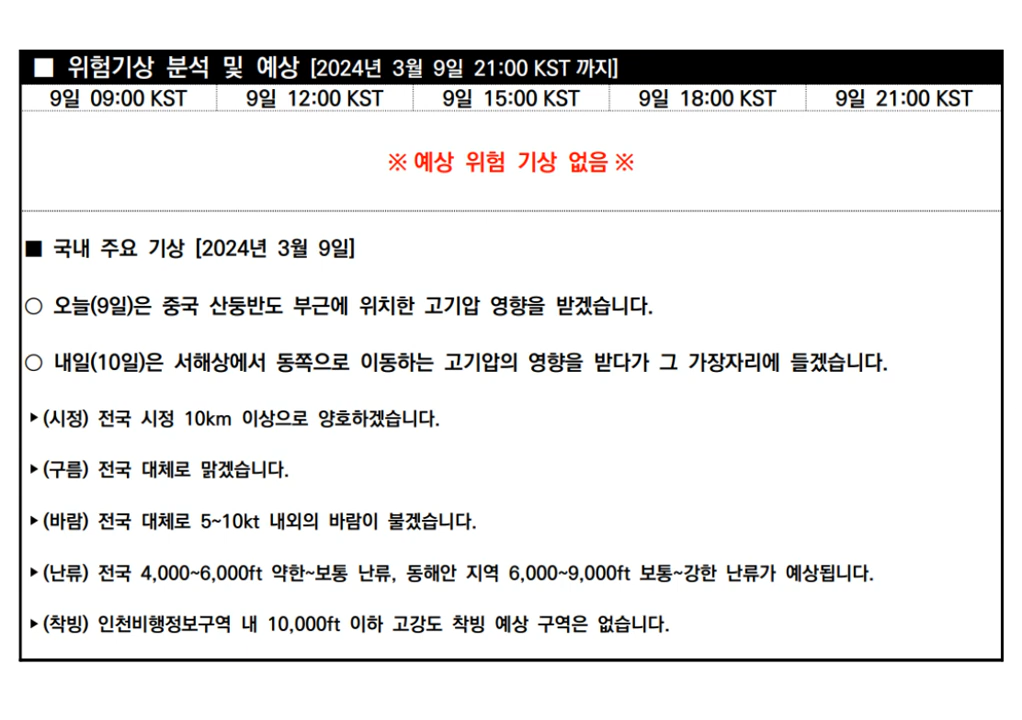 ■ 위험기상 분석 및 예상 [2024년 3월 9일 21:00 KST 까지]
9일 09:00 KST 9일 12:00 KST 9일 15:00 KST 9일 18:00 KST 9일 21:00 KST
※ 예상 위험 기상 없음 ※
■ 국내 주요 기상 [2024년 3월 9일]
○ 오늘(9일)은 중국 산둥반도 부근에 위치한 고기압 영향을 받겠습니다.
○ 내일(10일)은 서해상에서 동쪽으로 이동하는 고기압의 영향을 받다가 그 가장자리에 들겠습니다.
▸(시정) 전국 시정 10km 이상으로 양호하겠습니다.
▸(구름) 전국 대체로 맑겠습니다.
▸(바람) 전국 대체로 5~10kt 내외의 바람이 불겠습니다.
▸(난류) 전국 4,000~6,000ft 약한~보통 난류, 동해안 지역 6,000~9,000ft 보통~강한 난류가 예상됩니다.
▸(착빙) 인천비행정보구역 내 10,000ft 이하 고강도 착빙 예상 구역은 없습니다.